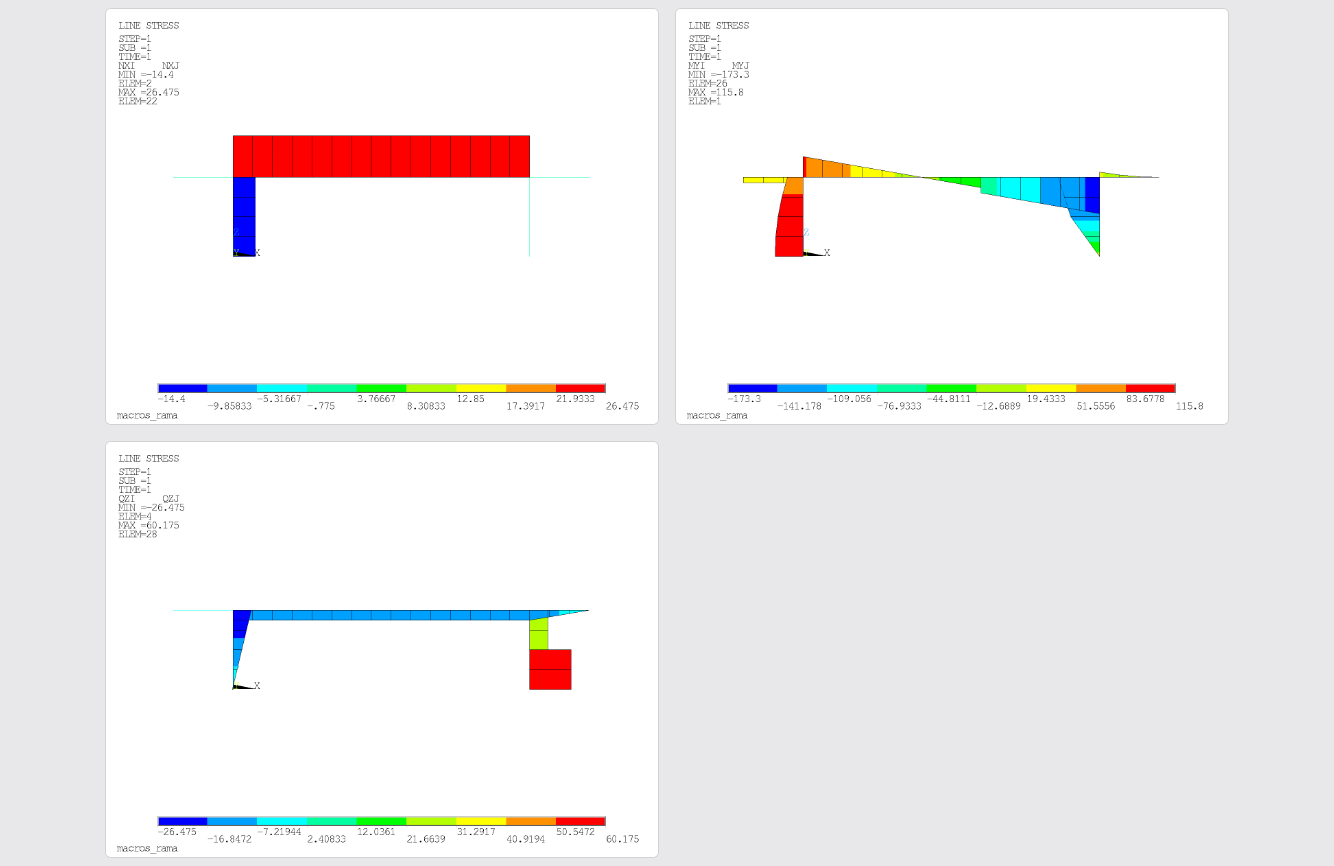 LINE STRESS
STEP=1
SUB =1
TIME=1
NXI NXJ
MIN =-14.4
ELEM=2
MAX =26.475
ELEM=22
Z
Y X
-14.4 -9.85833 -5.31667 -.775 3.76667 8.30833 12.85 17.3917 21.9333 26.475
macros_rama
LINE STRESS
STEP=1
SUB =1
TIME=1
MYI MYJ
MIN =-173.3
ELEM=26
MAX =115.8
ELEM=1
Z
X
-173.3 -141.178 -109.056 -76.9333 -44.8111 -12.6889 19.4333 51.5556 83.6778 115.8
macros_rama
LINE STRESS
STEP=1
SUB =1
TIME=1
QZI QZJ
MIN =-26.475
ELEM=4
MAX =60.175
ELEM=28
X
-26.475 -16.8472 -7.21944 2.40833 12.0361 21.6639 31.2917 40.9194 50.5472 60.175
macros_rama